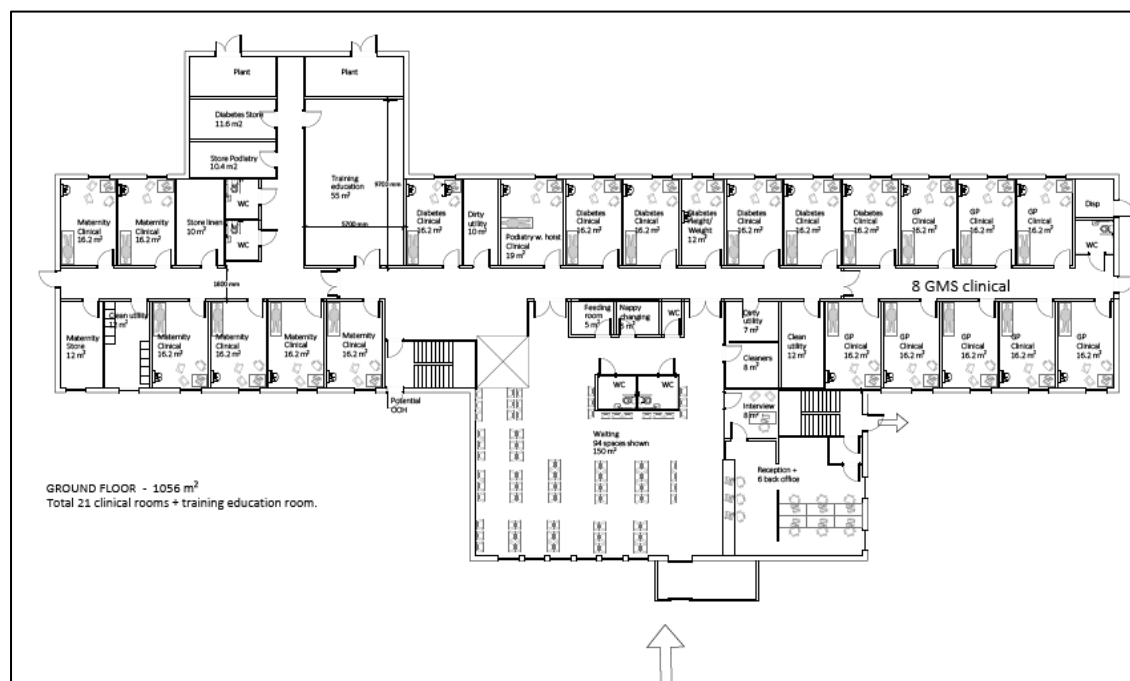 Plant
Plant
Diabetes Store
11.6 m2
Store Podiatry
10.4 m2
Training
education
55 m²
9700 mm
5700 mm
WC
WC
Maternity
Clinical
16.2 m²
Maternity
Clinical
16.2 m²
Store linen
10 m²
Diabetes
Clinical
16.2 m²
Dirty
utility
10 m²
Podiatry w. hoist
Clinical
19 m²
Diabetes
Clinical
16.2 m²
Diabetes
Clinical
16.2 m²
Diabetes
Height/
Weight
12 m²
Diabetes
Clinical
16.2 m²
Diabetes
Clinical
16.2 m²
Diabetes
Clinical
16.2 m²
GP
Clinical
16.2 m²
GP
Clinical
16.2 m²
GP
Clinical
16.2 m²
Disp
WC
1800 mm
8 GMS clinical
Maternity
Store
12 m²
Clean utility
12 m²
Maternity
Clinical
16.2 m²
Maternity
Clinical
16.2 m²
Maternity
Clinical
16.2 m²
Maternity
Clinical
16.2 m²
Feeding
room
5 m²
Nappy
changing
5 m²
WC
Dirty
utility
7 m²
Clean
utility
12 m²
GP
Clinical
16.2 m²
GP
Clinical
16.2 m²
GP
Clinical
16.2 m²
GP
Clinical
16.2 m²
GP
Clinical
16.2 m²
Cleaners
8 m²
WC
WC
Potential
OOH
Interview
8 m²
Waiting
94 spaces shown
150 m²
Reception +
6 back office
GROUND FLOOR - 1056 m²
Total 21 clinical rooms + training education room.